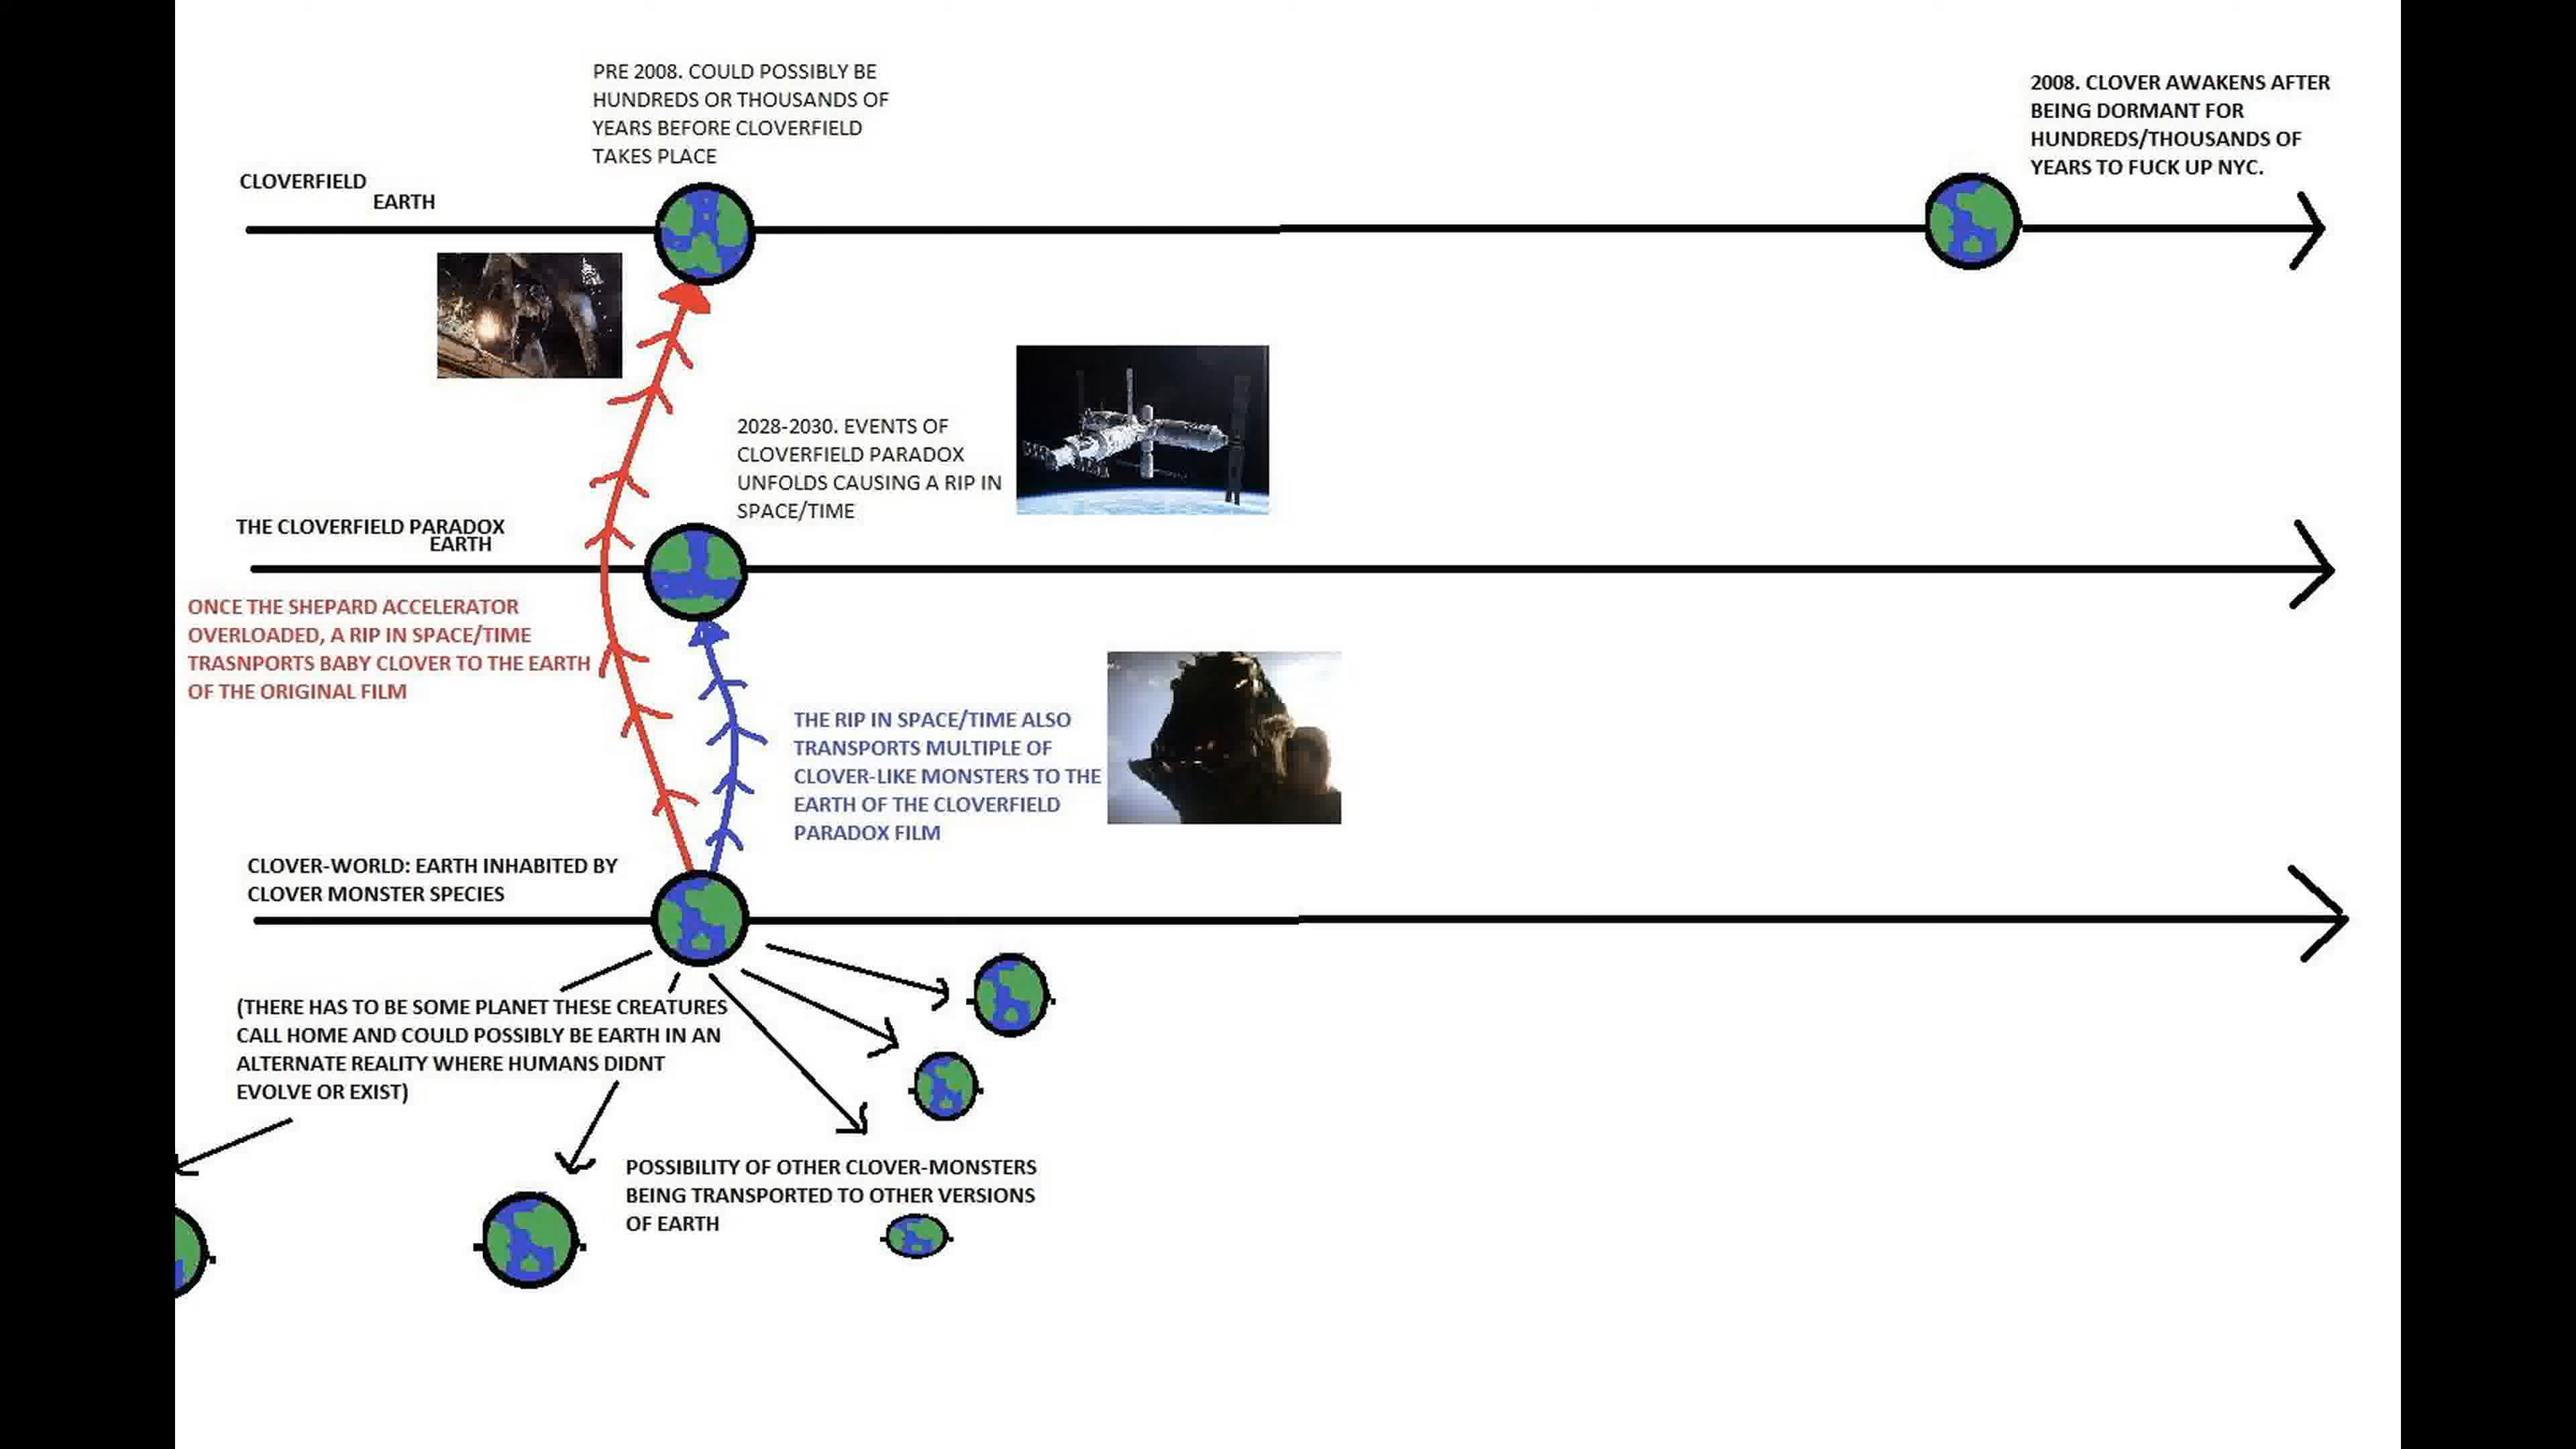 PRE 2008. COULD POSSIBLY BE
HUNDREDS OR THOUSANDS OF
YEARS BEFORE CLOVERFIELD
TAKES PLACE
2008. CLOVER AWAKENS AFTER
BEING DORMANT FOR
HUNDREDS/THOUSANDS OF
YEARS TO FUCK UP NYC.
CLOVERFIELD
EARTH
2028-2030. EVENTS OF
CLOVERFIELD PARADOX
UNFOLDS CAUSING A RIP IN
SPACE/TIME
THE CLOVERFIELD PARADOX
EARTH
ONCE THE SHEPARD ACCELERATOR
OVERLOADED, A RIP IN SPACE/TIME
TRASNPORTS BABY CLOVER TO THE EARTH
OF THE ORIGINAL FILM
THE RIP IN SPACE/TIME ALSO
TRANSPORTS MULTIPLE OF
CLOVER-LIKE MONSTERS TO THE
EARTH OF THE CLOVERFIELD
PARADOX FILM
CLOVER-WORLD: EARTH INHABITED BY
CLOVER MONSTER SPECIES
(THERE HAS TO BE SOME PLANET THESE CREATURES
CALL HOME AND COULD POSSIBLY BE EARTH IN AN
ALTERNATE REALITY WHERE HUMANS DIDNT
EVOLVE OR EXIST)
POSSIBILITY OF OTHER CLOVER-MONSTERS
BEING TRANSPORTED TO OTHER VERSIONS
OF EARTH